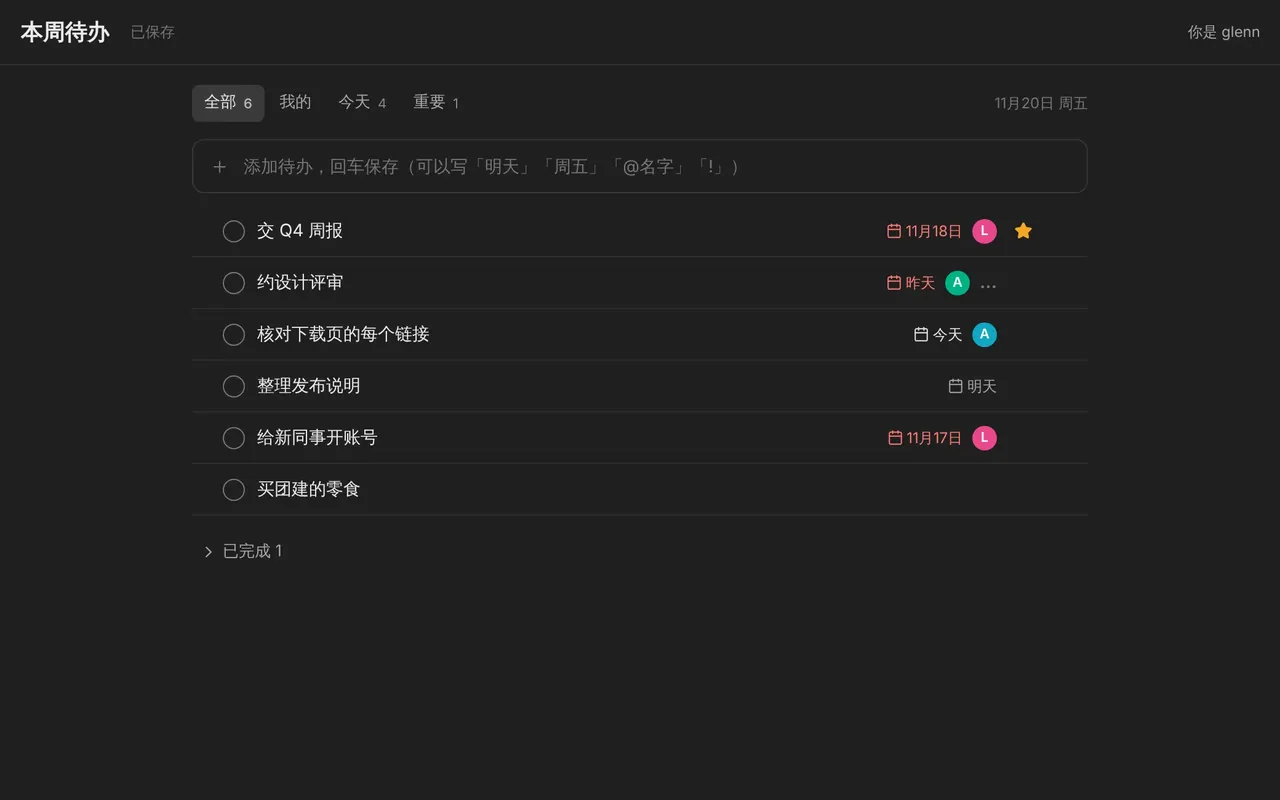 本周待办 已保存 你是 glenn
全部 6 我的 今天 4 重要 1 11月20日 周五
+ 添加待办，回车保存（可以写「明天」「周五」「@名字」「!」）
交 Q4 周报 11月18日 L
约设计评审 昨天 A ...
核对下载页的每个链接 今天 A
整理发布说明 明天
给新同事开账号 11月17日 L
买团建的零食
已完成 1